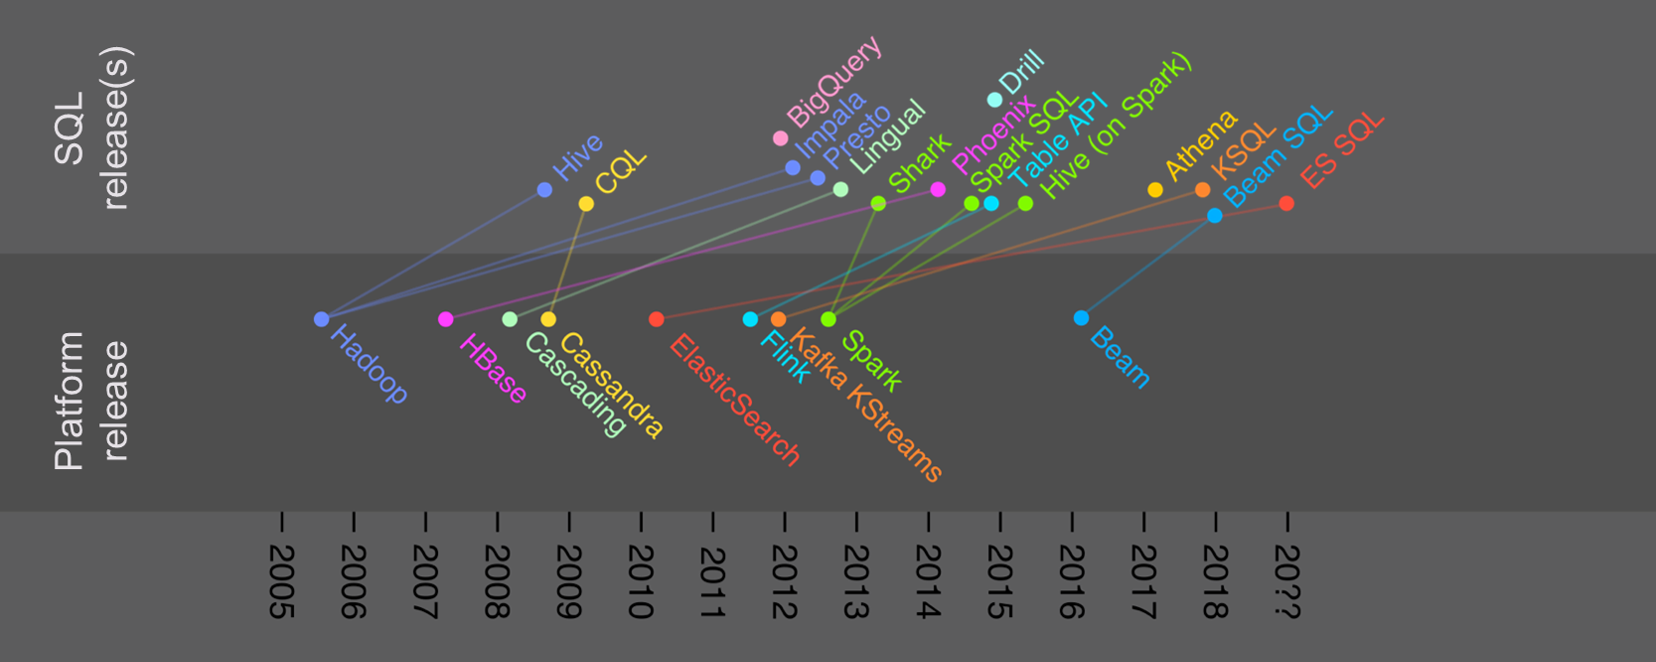 SQL
release(s)
Hive
CQL
BigQuery
Impala
Presto
Lingual
Shark
Drill
Phoenix
Spark SQL
Table API
Hive (on Spark)
Athena
KSQL
Beam SQL
ES SQL
Platform
release
Hadoop
HBase
Cascading
Cassandra
ElasticSearch
Flink
Kafka KStreams
Spark
Beam
2005
2006
2007
2008
2009
2010
2011
2012
2013
2014
2015
2016
2017
2018
20??